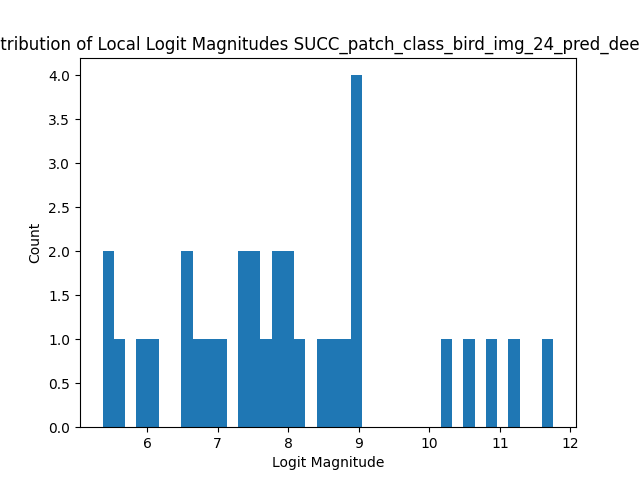 tribution of Local Logit Magnitudes SUCC_patch_class_bird_img_24_pred_dee
4.0
3.5
3.0
2.5
2.0
1.5
1.0
0.5
0.0
Count
6 7 8 9 10 11 12
Logit Magnitude